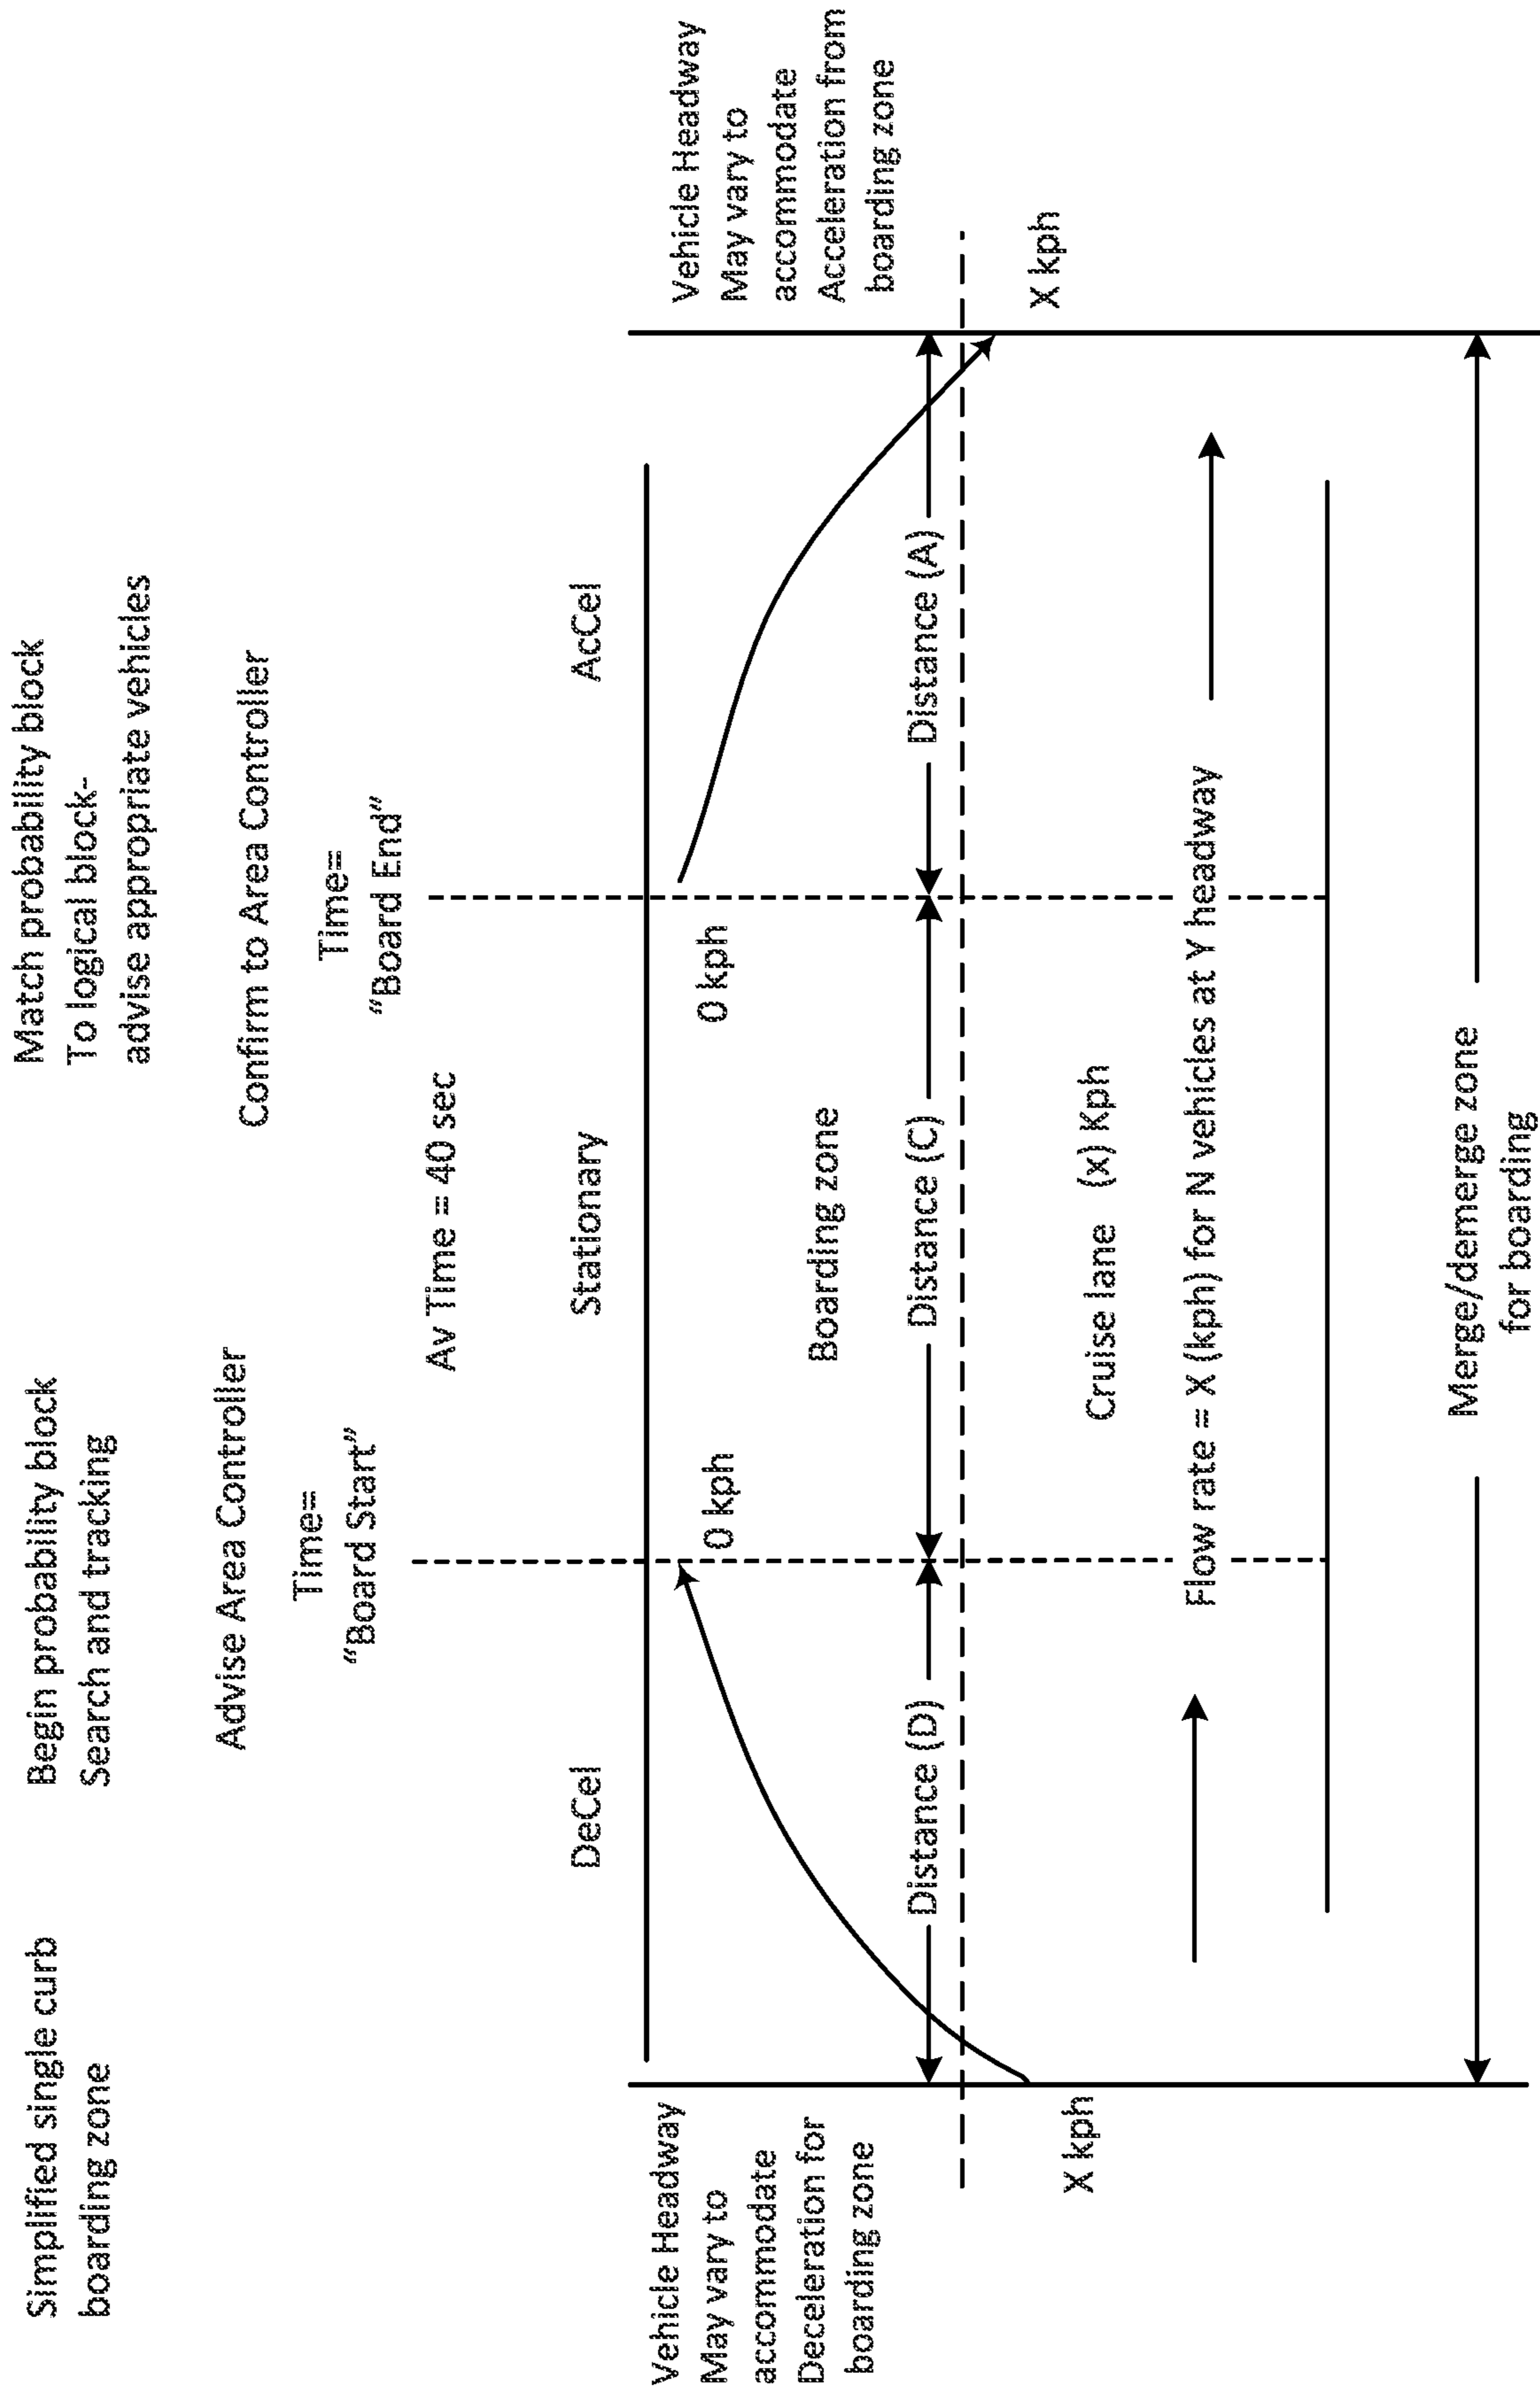 Simplified single curb
boarding zone
Begin probability block
Search and tracking
Match probability block
To logical block-
advise appropriate vehicles
Advise Area Controller
Confirm to Area Controller
Time=
“Board Start”
Time=
“Board End”
Av Time = 40 sec
DeCel
Stationary
AcCel
Vehicle Headway
May vary to
accommodate
Deceleration for
boarding zone
0 kph
0 kph
Vehicle Headway
May vary to
accommodate
Acceleration from
boarding zone
Boarding zone
Distance (D)
Distance (C)
Distance (A)
X kph
X kph
Cruise lane (x) Kph
Flow rate = X (kph) for N vehicles at Y headway
Merge/demerge zone
for boarding